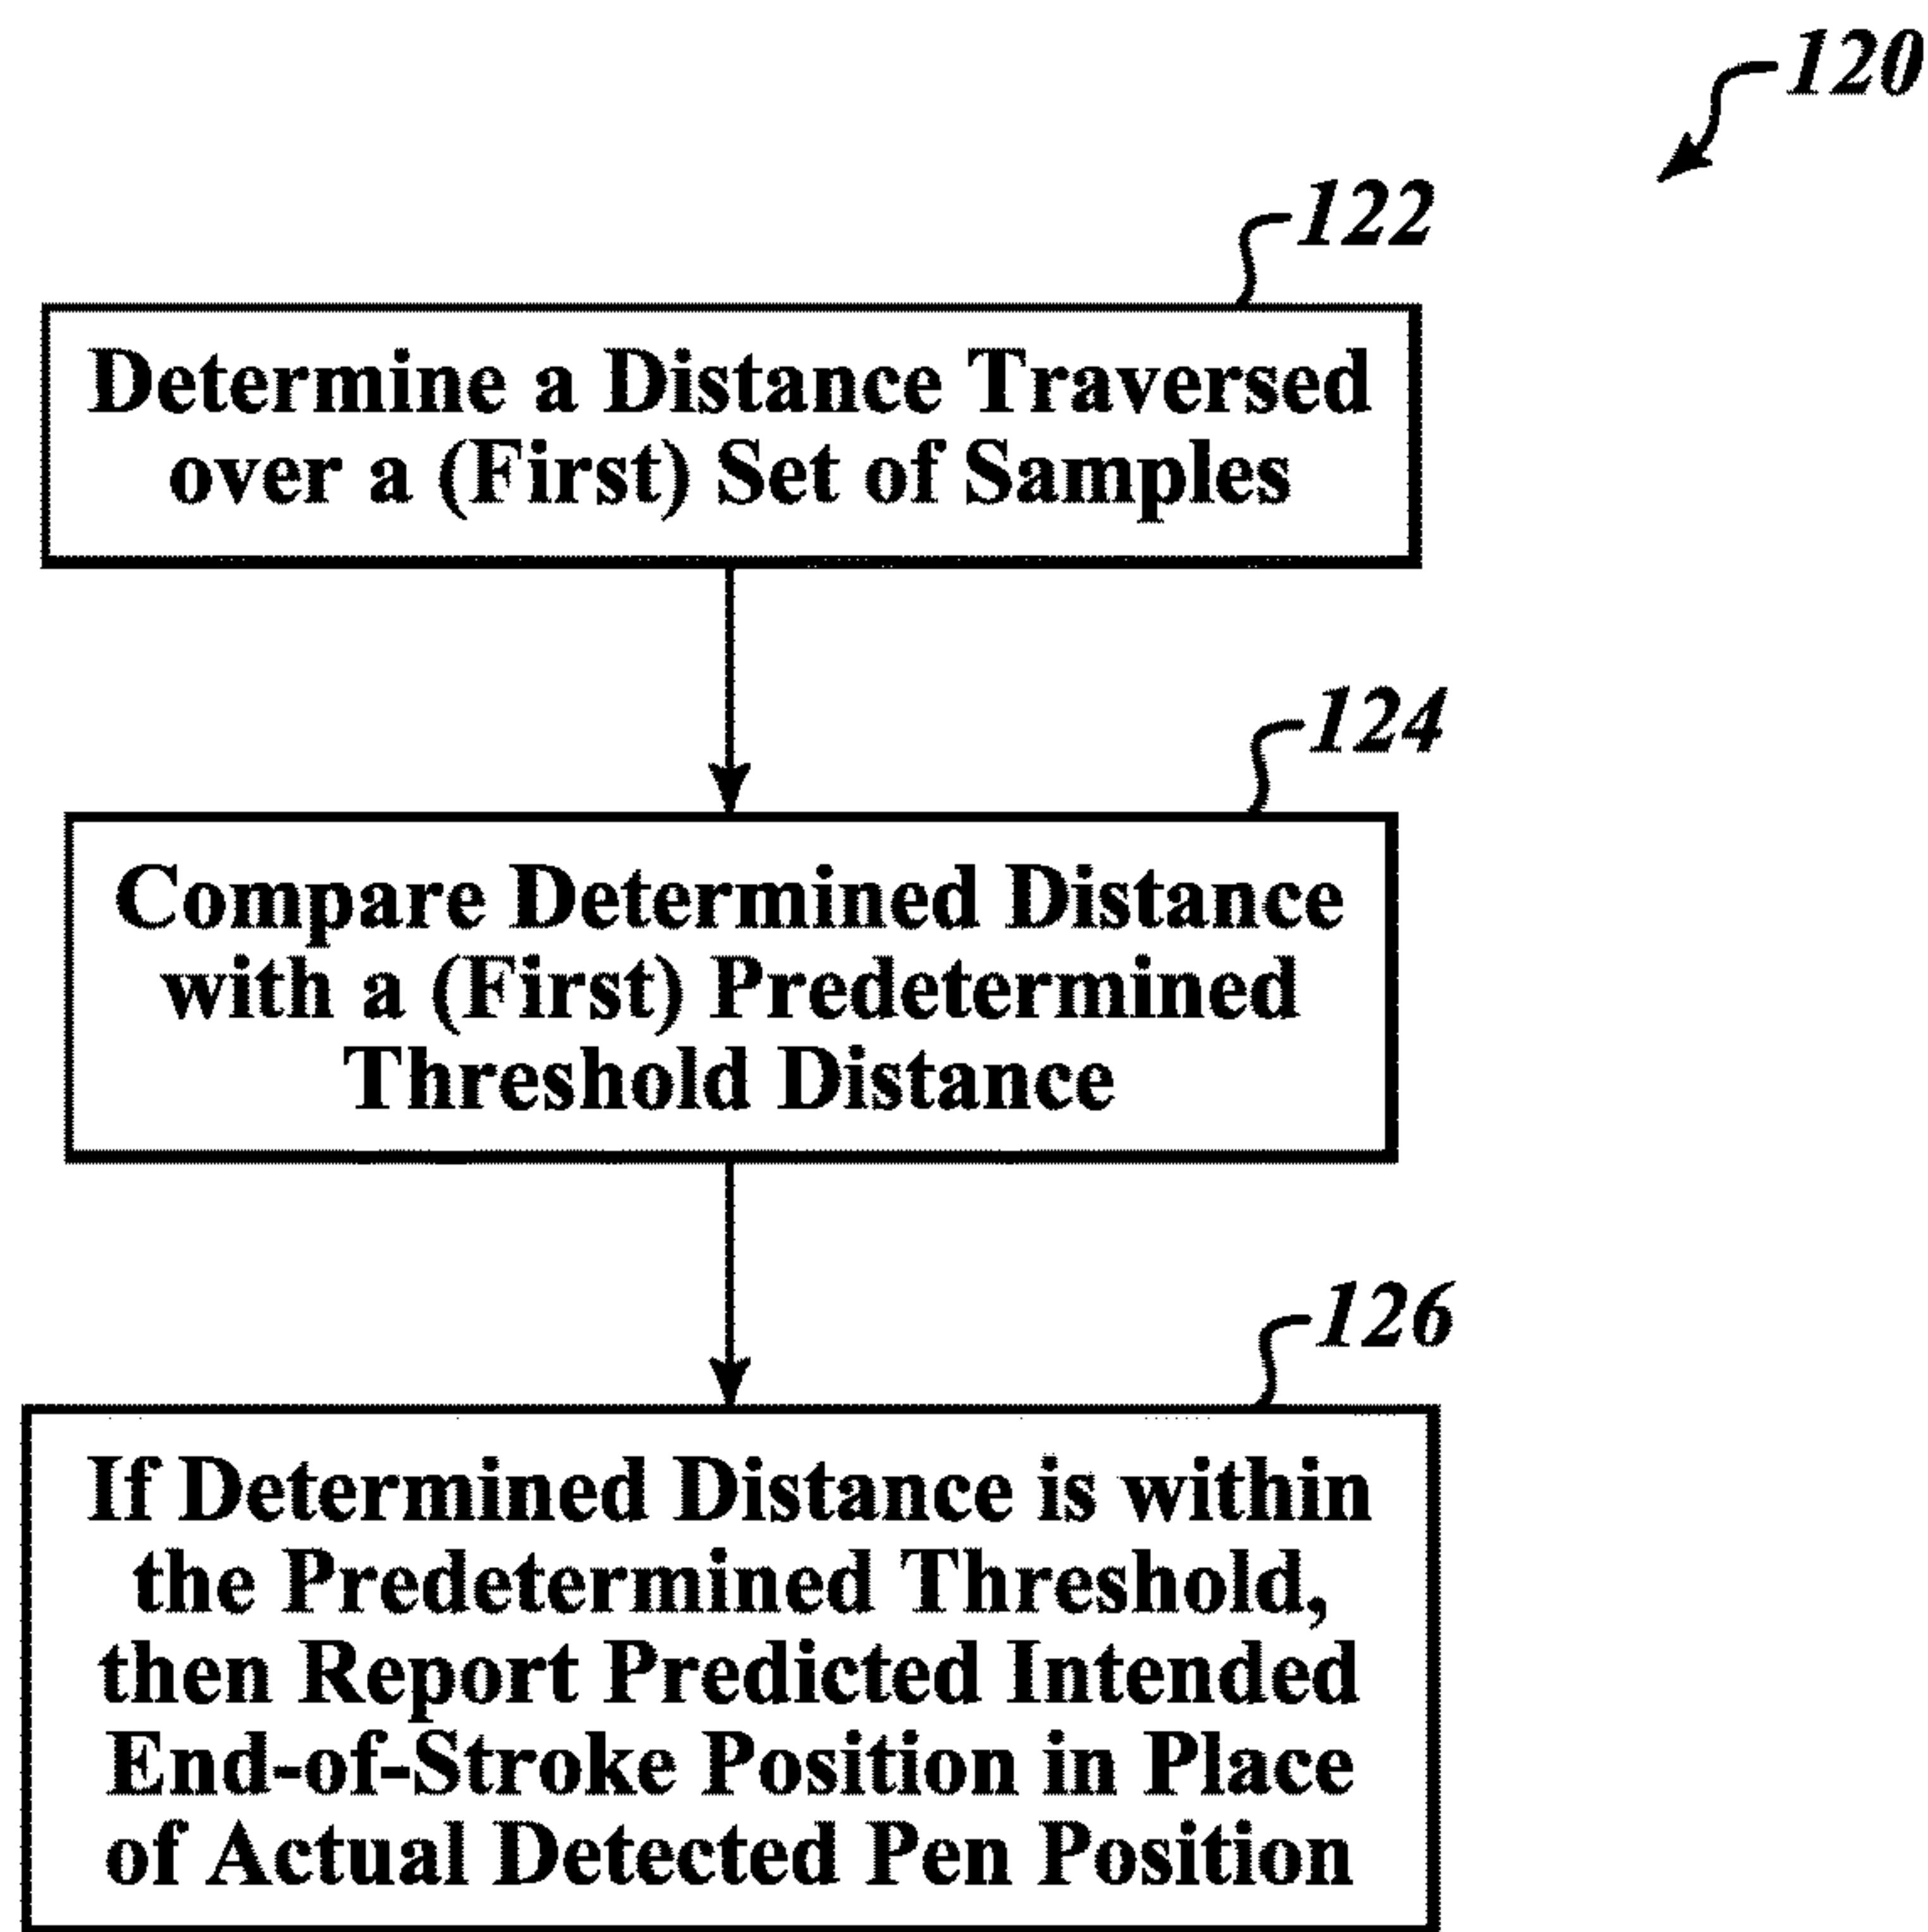 120
122
Determine a Distance Traversed
over a (First) Set of Samples
124
Compare Determined Distance
with a (First) Predetermined
Threshold Distance
126
If Determined Distance is within
the Predetermined Threshold,
then Report Predicted Intended
End-of-Stroke Position in Place
of Actual Detected Pen Position